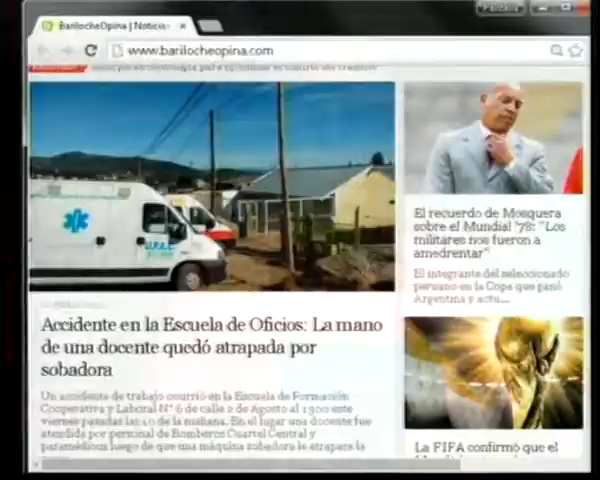 BarilocheOpina | Noticia
www.barilocheopina.com
U.P.A.C.
Accidente en la Escuela de Oficios: La mano
de una docente quedó atrapada por
sobadora
Un accidente de trabajo ocurrió en la Escuela de Formación
Cooperativa y Laboral Nº 6 de calle 2 de Agosto al 1300 este
viernes pasadas las 10 de la mañana. En el lugar una docente fue
atendida por personal de Bomberos Cuartel Central y
paramédicos luego de que una máquina sobadora le atrapara la
El recuerdo de Mosquera
sobre el Mundial '78: "Los
militares nos fueron a
amedrentar"
El integrante del seleccionado
peruano en la Copa que ganó
Argentina y actu...
La FIFA confirmó que el